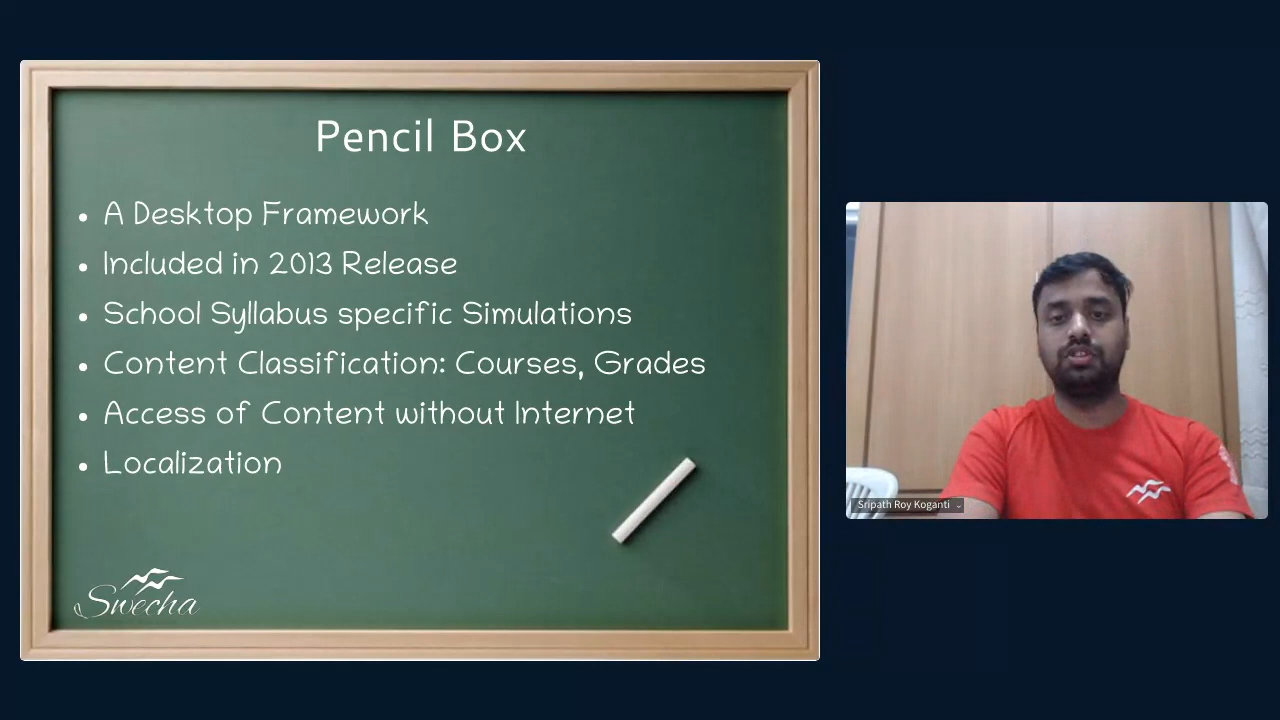 Pencil Box
• A Desktop Framework
• Included in 2013 Release
• School Syllabus specific Simulations
• Content Classification: Courses, Grades
• Access of Content without Internet
• Localization
Swecha
Sripath Roy Koganti